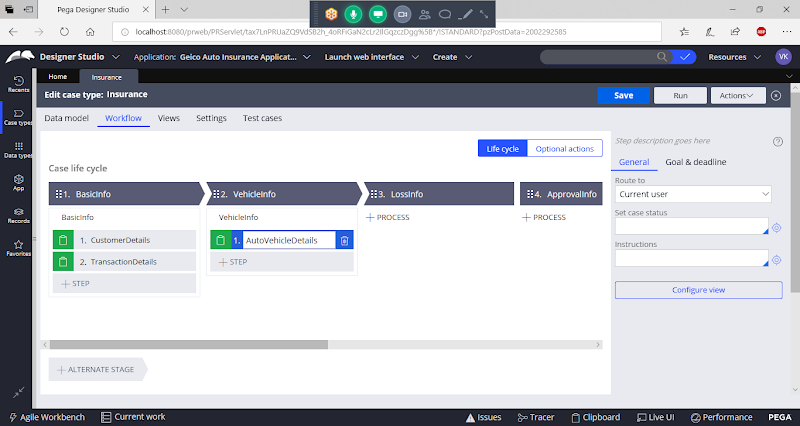 Pega Designer Studio
localhost:8080/prweb/PRServlet/
/!STANDARD?pzPostData=2002292585
Designer Studio Application: Geico Auto Insurance Applicat... Launch web interface Create Resources VK
Recents
Case types
Data types
App
Records
Favorites
Home Insurance
Edit case type: Insurance Save Run Actions
Data model Workflow Views Settings Test cases
Life cycle Optional actions
Case life cycle
1. BasicInfo 2. VehicleInfo 3. LossInfo 4. ApprovalInfo
BasicInfo VehicleInfo + PROCESS + PROCESS
1. CustomerDetails 1. AutoVehicleDetails
2. TransactionDetails + STEP
+ STEP
+ ALTERNATE STAGE
Step description goes here
General Goal & deadline
Route to
Current user
Set case status
Instructions
Configure view
Agile Workbench Current work Issues Tracer Clipboard Live UI Performance PEGA